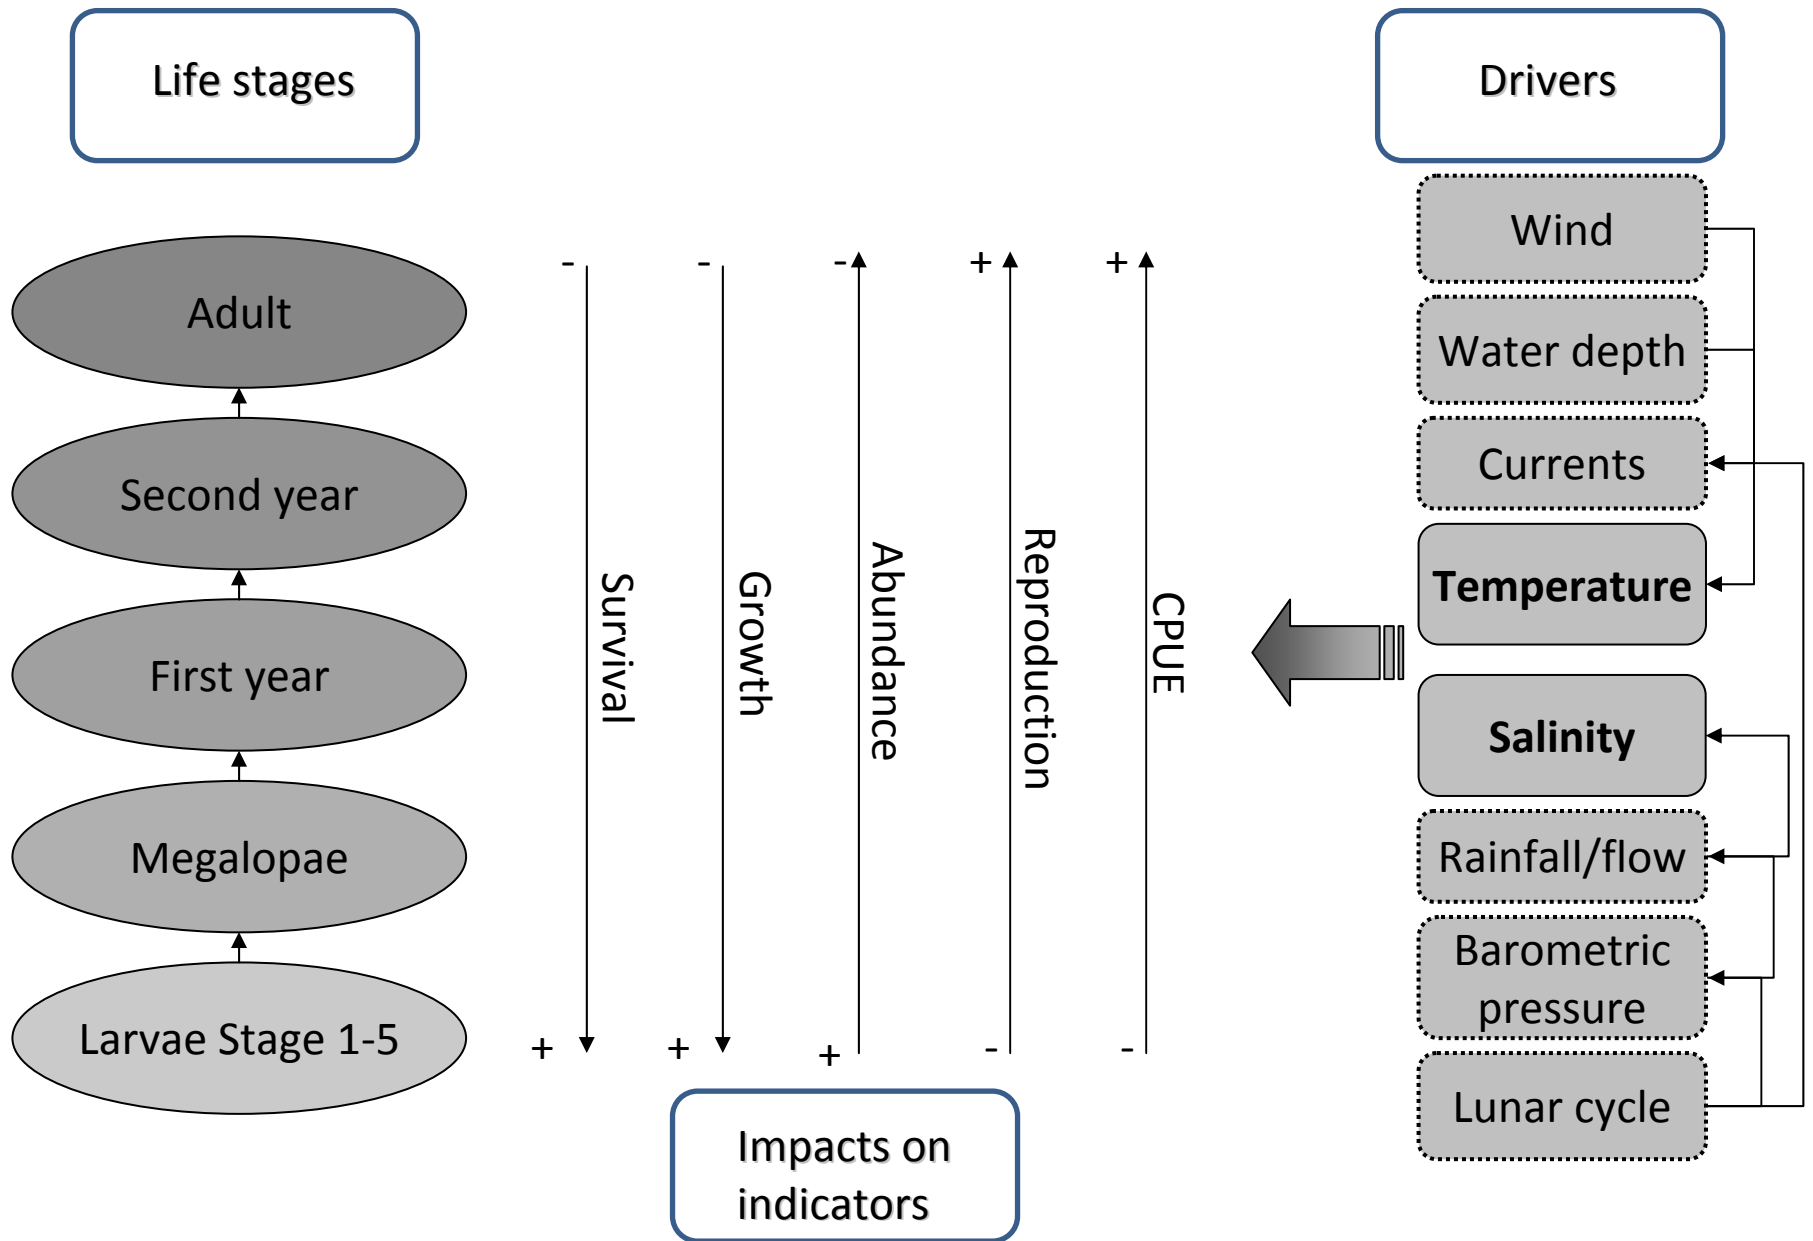 Life stages
Drivers
Adult
Second year
First year
Megalopae
Larvae Stage 1-5
-
-
-
+
+
Survival
Growth
Abundance
Reproduction
CPUE
+
+
+
-
-
Impacts on
indicators
Wind
Water depth
Currents
Temperature
Salinity
Rainfall/flow
Barometric
pressure
Lunar cycle